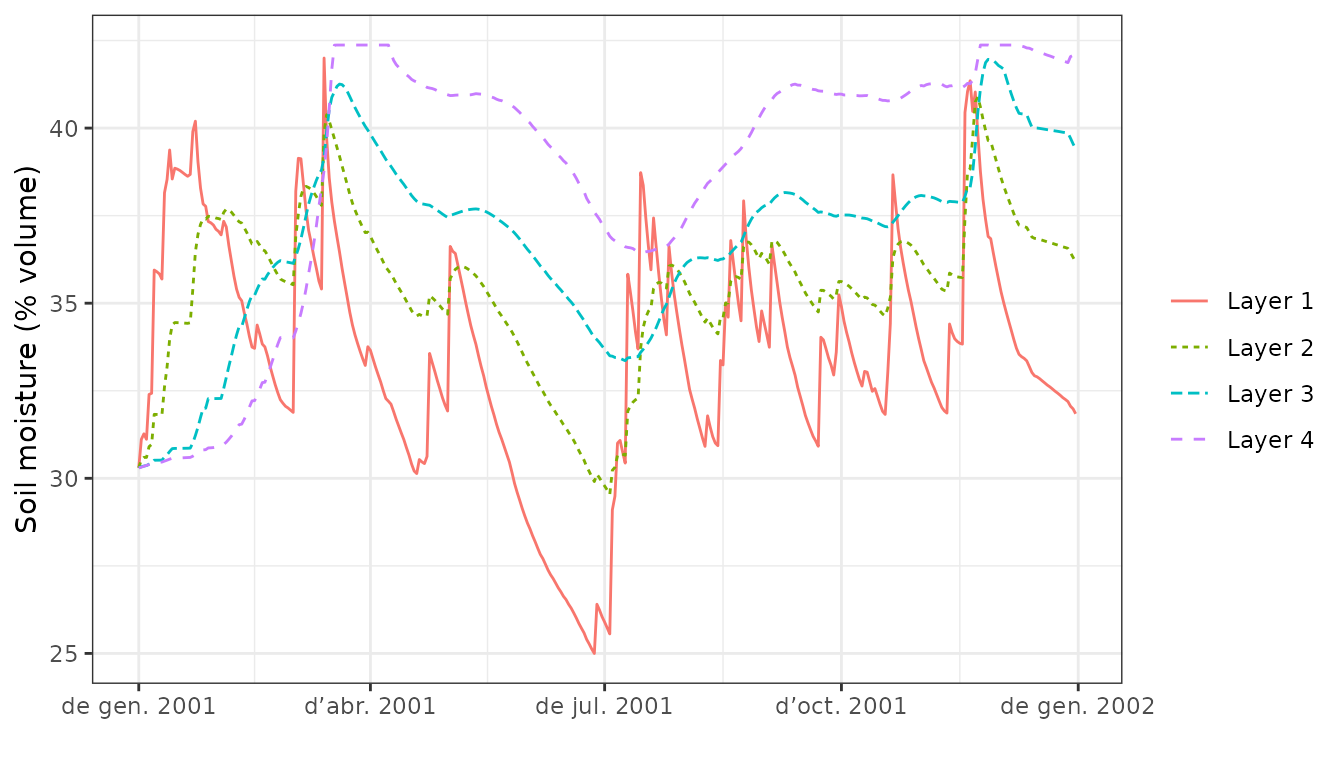 Soil moisture (% volume)
40
35
30
25
de gen. 2001
d’abr. 2001
de jul. 2001
d’oct. 2001
de gen. 2002
Layer 1
Layer 2
Layer 3
Layer 4